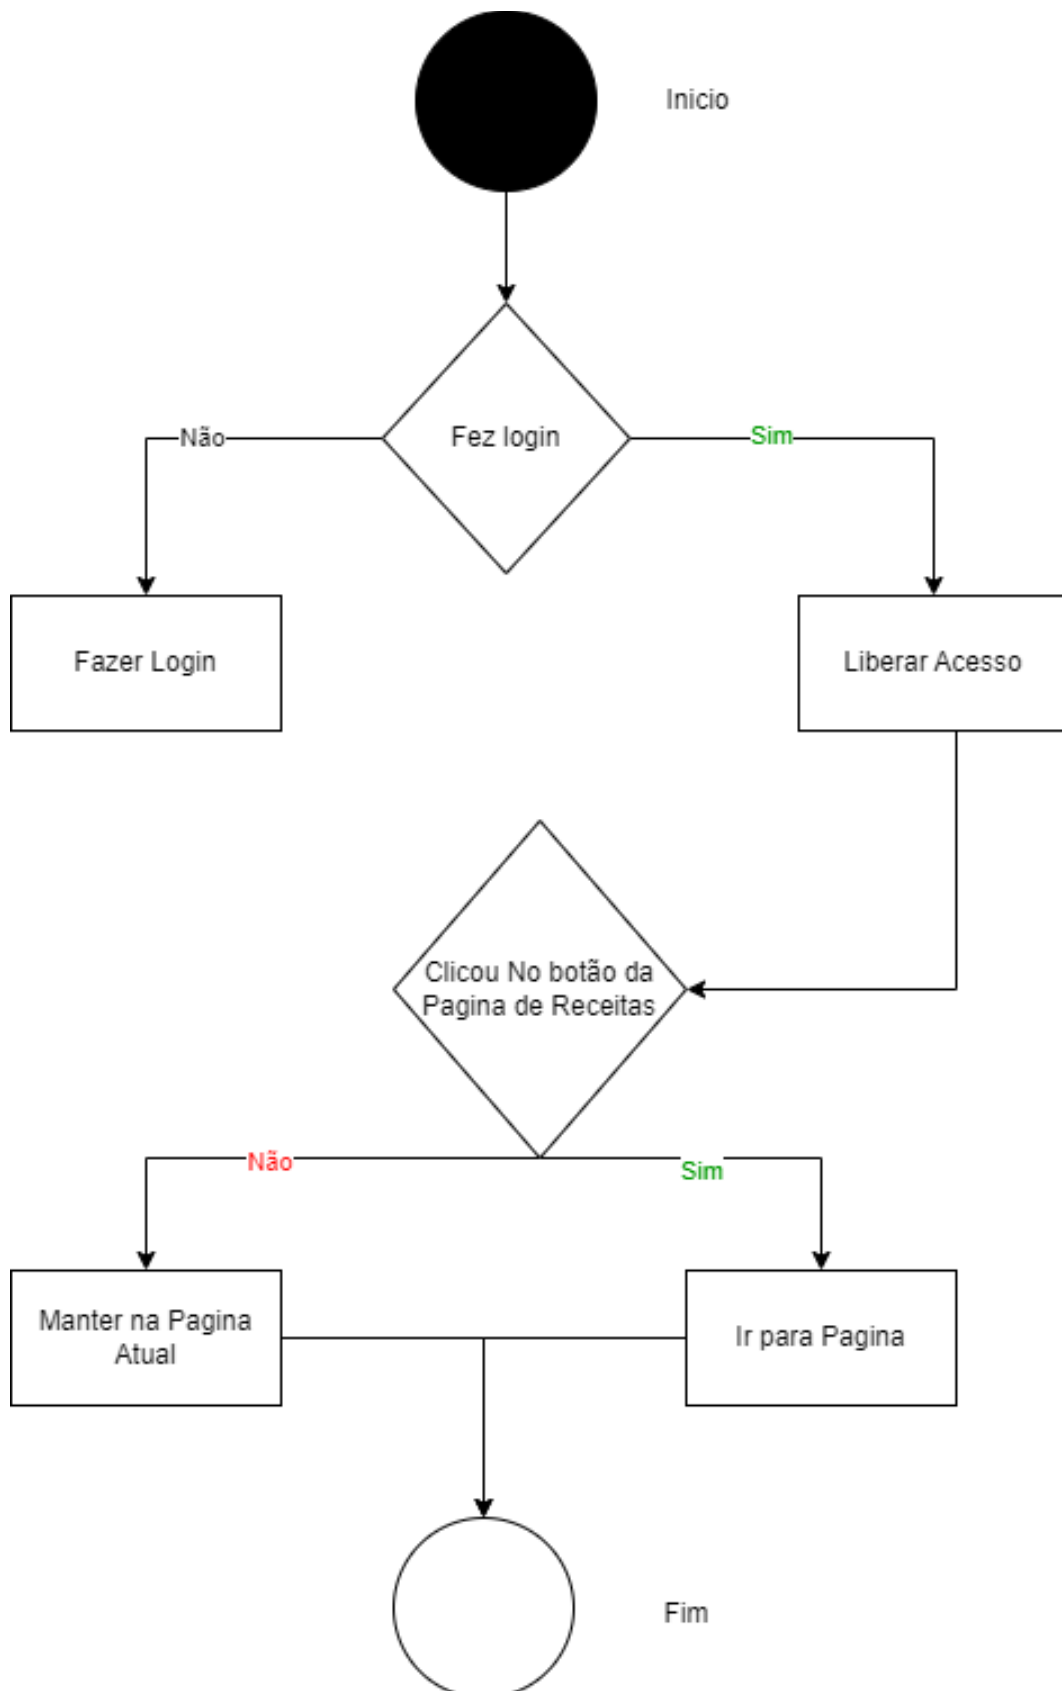 Inicio
Fez login
Não
Sim
Fazer Login
Liberar Acesso
Clicou No botão da
Pagina de Receitas
Não
Sim
Manter na Pagina
Atual
Ir para Pagina
Fim